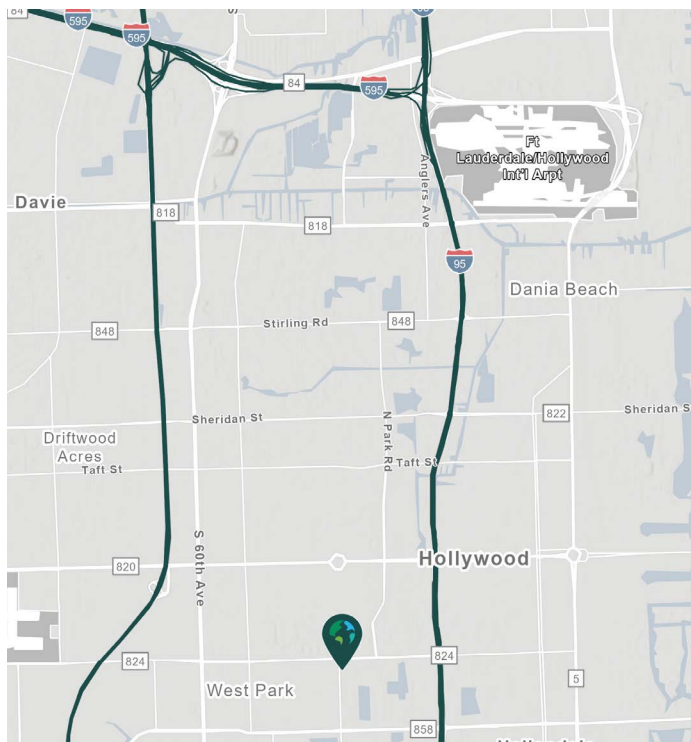 84
595
595
84
595
Ft
Lauderdale/Hollywood
Int'l Arpt
Anglers Ave
Davie
818
818
95
Dania Beach
848
Stirling Rd
848
Sheridan St
822
Sheridan S
N Park Rd
Driftwood
Acres
Taft St
Taft St
S 60th Ave
820
Hollywood
824
824
West Park
5
858